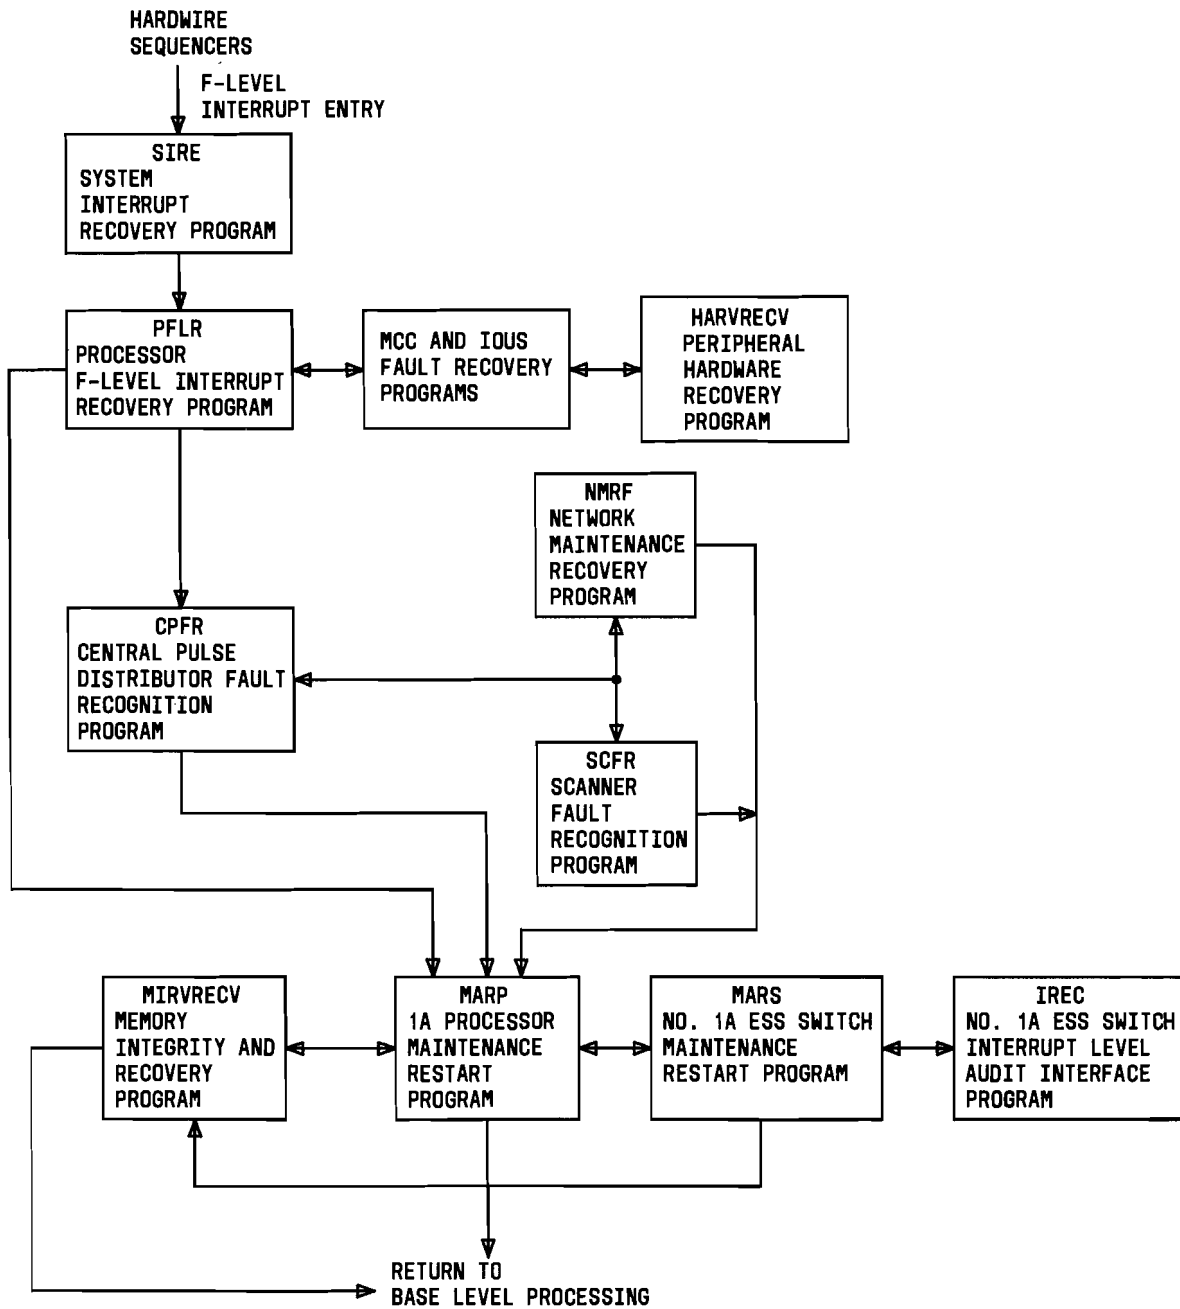 HARDWIRE
SEQUENCERS
F-LEVEL
INTERRUPT ENTRY
SIRE
SYSTEM
INTERRUPT
RECOVERY PROGRAM
PFLR
PROCESSOR
F-LEVEL INTERRUPT
RECOVERY PROGRAM
MCC AND IOUS
FAULT RECOVERY
PROGRAMS
HARVRECV
PERIPHERAL
HARDWARE
RECOVERY
PROGRAM
NMRF
NETWORK
MAINTENANCE
RECOVERY
PROGRAM
CPFR
CENTRAL PULSE
DISTRIBUTOR FAULT
RECOGNITION
PROGRAM
SCFR
SCANNER
FAULT
RECOGNITION
PROGRAM
MIRVRECV
MEMORY
INTEGRITY AND
RECOVERY
PROGRAM
MARP
1A PROCESSOR
MAINTENANCE
RESTART
PROGRAM
MARS
NO. 1A ESS SWITCH
MAINTENANCE
RESTART PROGRAM
IREC
NO. 1A ESS SWITCH
INTERRUPT LEVEL
AUDIT INTERFACE
PROGRAM
RETURN TO
BASE LEVEL PROCESSING